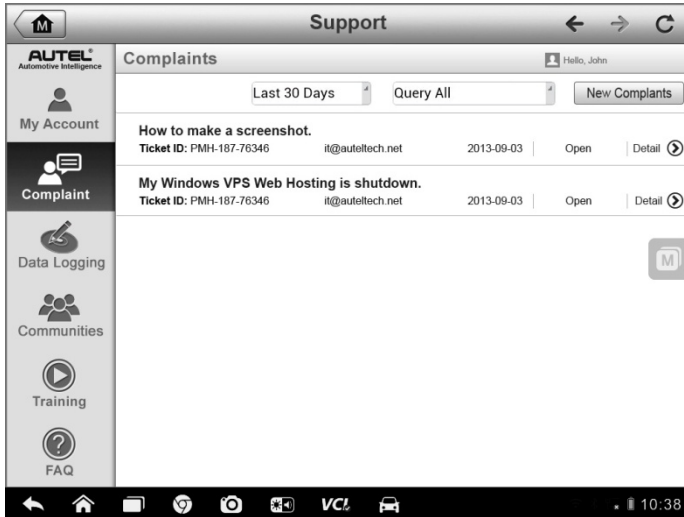 Support
AUTEL®
Automotive Intelligence
Complaints
Hello, John
Last 30 Days
Query All
New Complants
My Account
How to make a screenshot.
Ticket ID: PMH-187-76346 it@auteltech.net 2013-09-03 Open Detail
Complaint
My Windows VPS Web Hosting is shutdown.
Ticket ID: PMH-187-76346 it@auteltech.net 2013-09-03 Open Detail
Data Logging
M
Communities
Training
FAQ
VCI
10:38